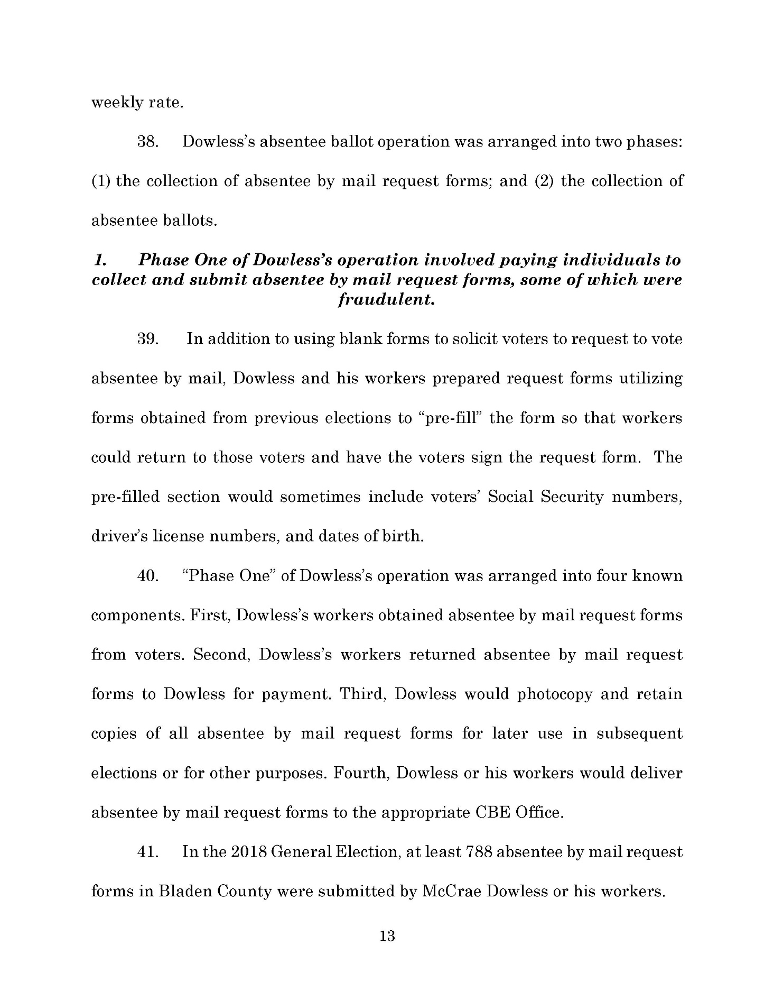 weekly rate.
38. Dowless’s absentee ballot operation was arranged into two phases:
(1) the collection of absentee by mail request forms; and (2) the collection of
absentee ballots.
1. Phase One of Dowless’s operation involved paying individuals to
collect and submit absentee by mail request forms, some of which were
fraudulent.
39. In addition to using blank forms to solicit voters to request to vote
absentee by mail, Dowless and his workers prepared request forms utilizing
forms obtained from previous elections to “pre-fill” the form so that workers
could return to those voters and have the voters sign the request form. The
pre-filled section would sometimes include voters’ Social Security numbers,
driver’s license numbers, and dates of birth.
40. “Phase One” of Dowless’s operation was arranged into four known
components. First, Dowless’s workers obtained absentee by mail request forms
from voters. Second, Dowless’s workers returned absentee by mail request
forms to Dowless for payment. Third, Dowless would photocopy and retain
copies of all absentee by mail request forms for later use in subsequent
elections or for other purposes. Fourth, Dowless or his workers would deliver
absentee by mail request forms to the appropriate CBE Office.
41. In the 2018 General Election, at least 788 absentee by mail request
forms in Bladen County were submitted by McCrae Dowless or his workers.
13